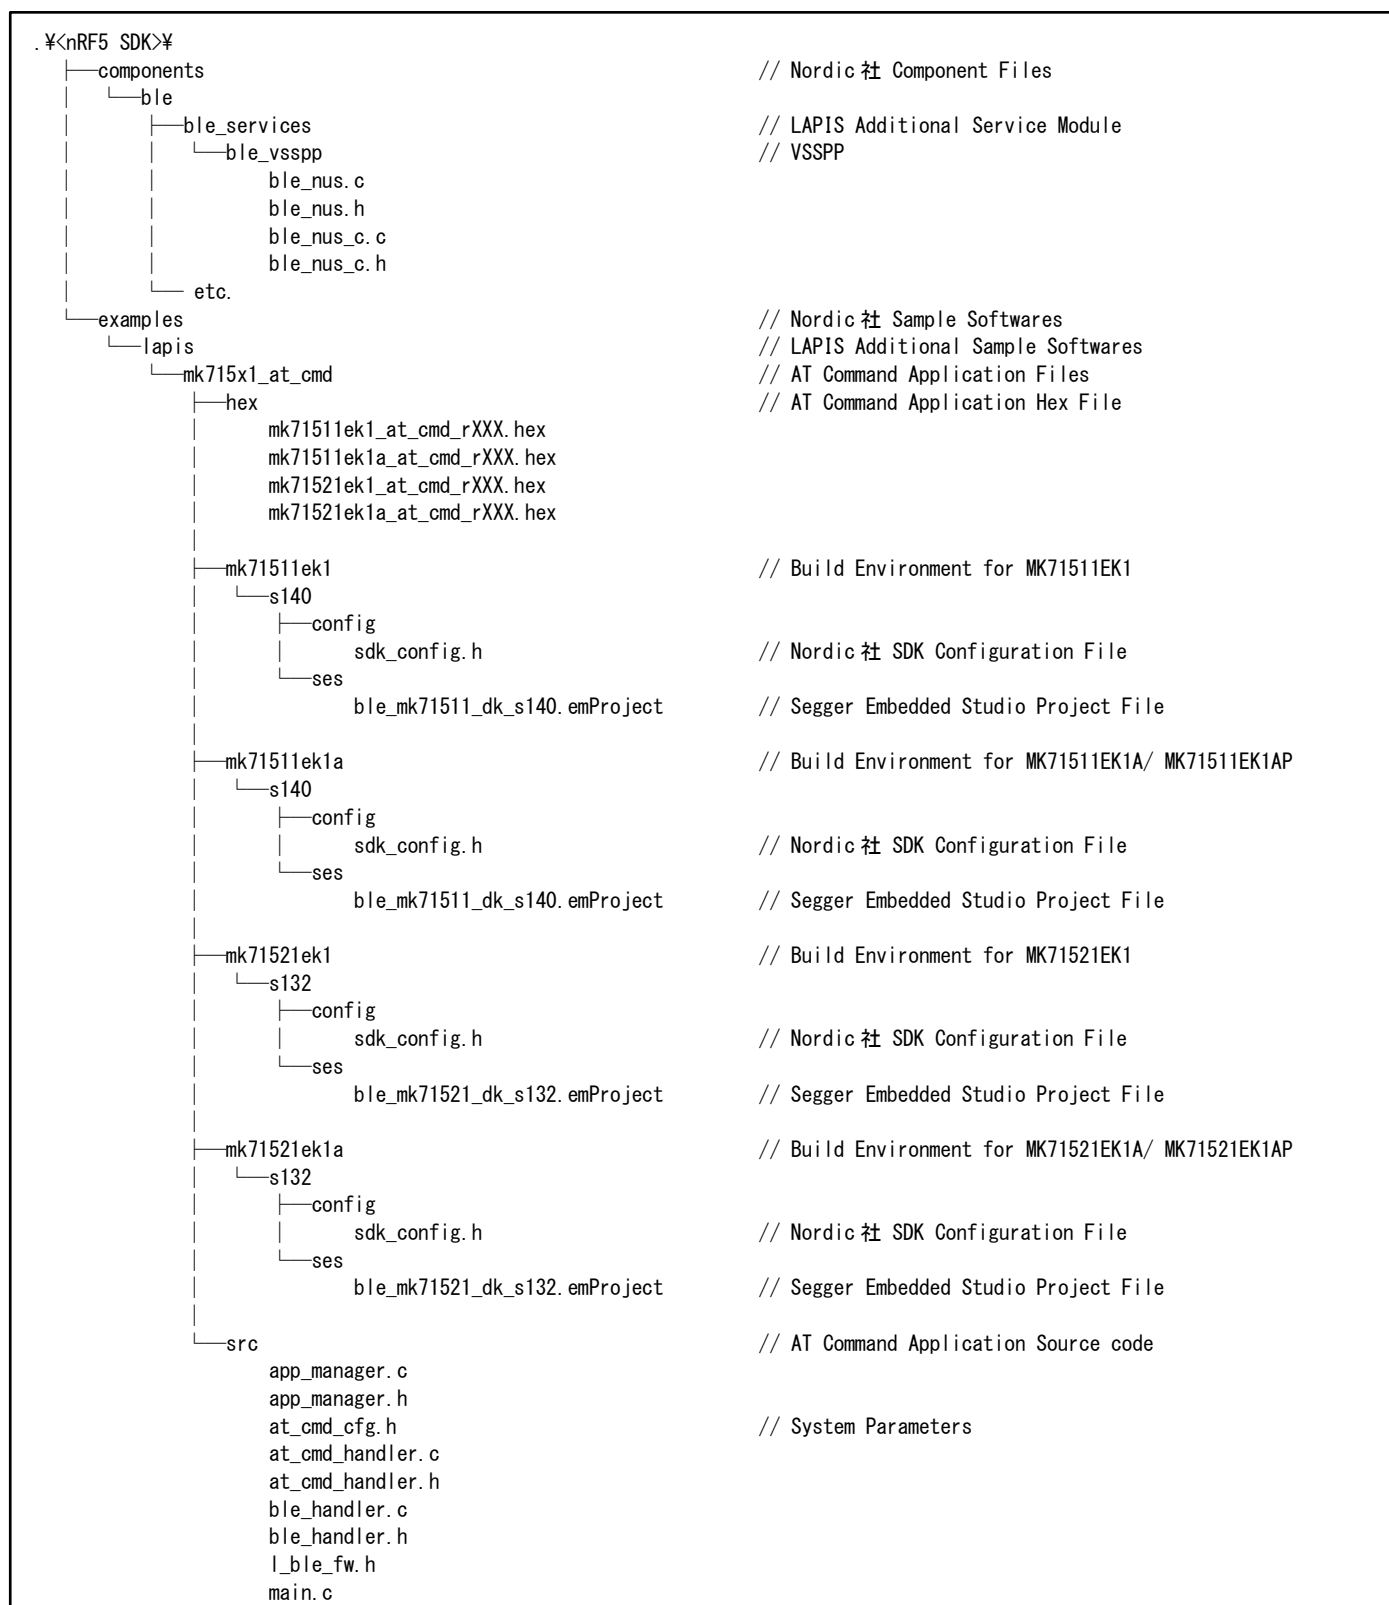 .¥<nRF5 SDK>¥
├──components // Nordic 社 Component Files
│ └──ble
│ ├──ble_services // LAPIS Additional Service Module
│ │ └──ble_vsspp // VSSPP
│ │ ble_nus.c
│ │ ble_nus.h
│ │ ble_nus_c.c
│ │ ble_nus_c.h
│ └── etc.
└──examples // Nordic 社 Sample Softwares
└──lapis // LAPIS Additional Sample Softwares
└──mk715x1_at_cmd // AT Command Application Files
├──hex // AT Command Application Hex File
│ mk71511ek1_at_cmd_rXXX.hex
│ mk71511ek1a_at_cmd_rXXX.hex
│ mk71521ek1_at_cmd_rXXX.hex
│ mk71521ek1a_at_cmd_rXXX.hex
│
├──mk71511ek1 // Build Environment for MK71511EK1
│ └──s140
│ ├──config
│ │ sdk_config.h // Nordic 社 SDK Configuration File
│ └──ses
│ ble_mk71511_dk_s140.emProject // Segger Embedded Studio Project File
│
├──mk71511ek1a // Build Environment for MK71511EK1A/ MK71511EK1AP
│ └──s140
│ ├──config
│ │ sdk_config.h // Nordic 社 SDK Configuration File
│ └──ses
│ ble_mk71511_dk_s140.emProject // Segger Embedded Studio Project File
│
├──mk71521ek1 // Build Environment for MK71521EK1
│ └──s132
│ ├──config
│ │ sdk_config.h // Nordic 社 SDK Configuration File
│ └──ses
│ ble_mk71521_dk_s132.emProject // Segger Embedded Studio Project File
│
├──mk71521ek1a // Build Environment for MK71521EK1A/ MK71521EK1AP
│ └──s132
│ ├──config
│ │ sdk_config.h // Nordic 社 SDK Configuration File
│ └──ses
│ ble_mk71521_dk_s132.emProject // Segger Embedded Studio Project File
│
└──src // AT Command Application Source code
app_manager.c
app_manager.h
at_cmd_cfg.h // System Parameters
at_cmd_handler.c
at_cmd_handler.h
ble_handler.c
ble_handler.h
l_ble_fw.h
main.c